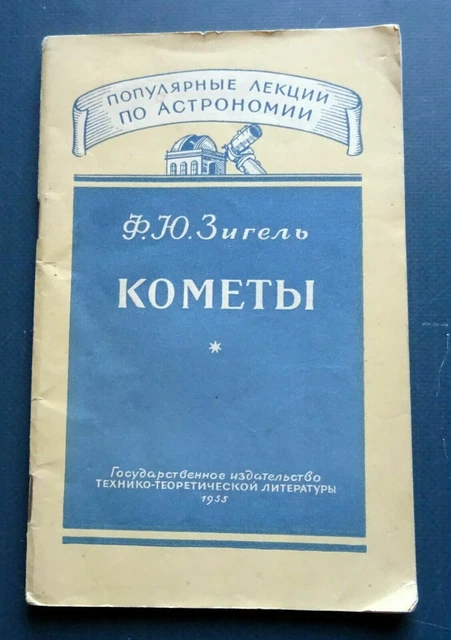 ПОПУЛЯРНЫЕ ЛЕКЦИИ
ПО АСТРОНОМИИ
Ф.Ю.Зигель
КОМЕТЫ
*
Государственное издательство
ТЕХНИКО-ТЕОРЕТИЧЕСКОЙ ЛИТЕРАТУРЫ
1955